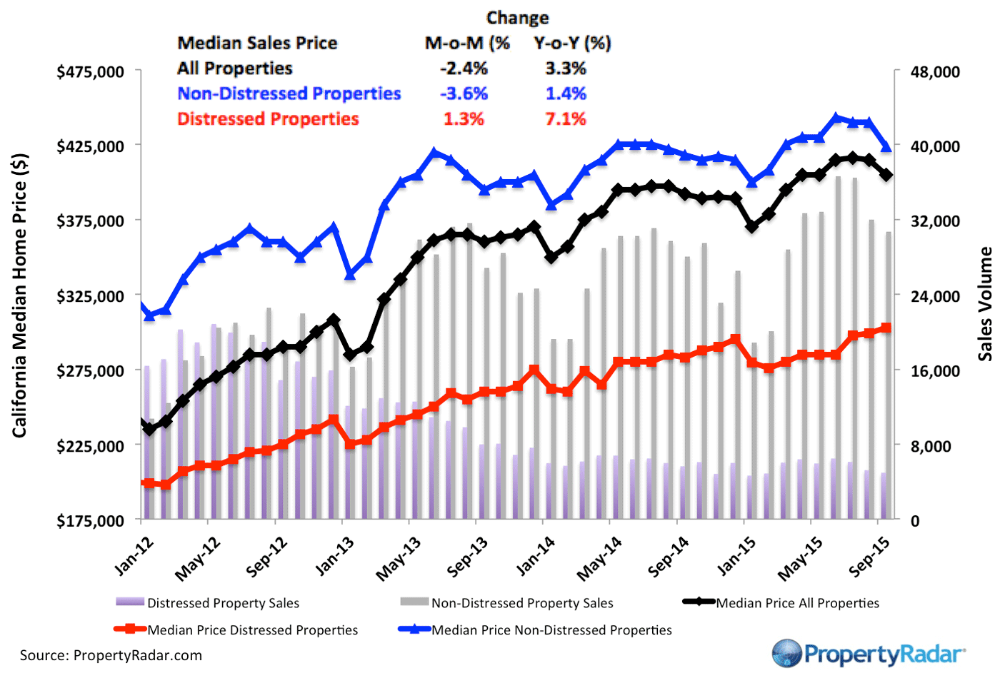 Change
Median Sales Price M-o-M (% Y-o-Y (%)
All Properties -2.4% 3.3%
Non-Distressed Properties -3.6% 1.4%
Distressed Properties 1.3% 7.1%
California Median Home Price ($)
$475,000
$425,000
$375,000
$325,000
$275,000
$225,000
$175,000
48,000
40,000
32,000
24,000
16,000
8,000
0
Sales Volume
Jan-12 May-12 Sep-12 Jan-13 May-13 Sep-13 Jan-14 May-14 Sep-14 Jan-15 May-15 Sep-15
Distressed Property Sales Non-Distressed Property Sales Median Price All Properties
Median Price Distressed Properties Median Price Non-Distressed Properties
Source: PropertyRadar.com
PropertyRadar